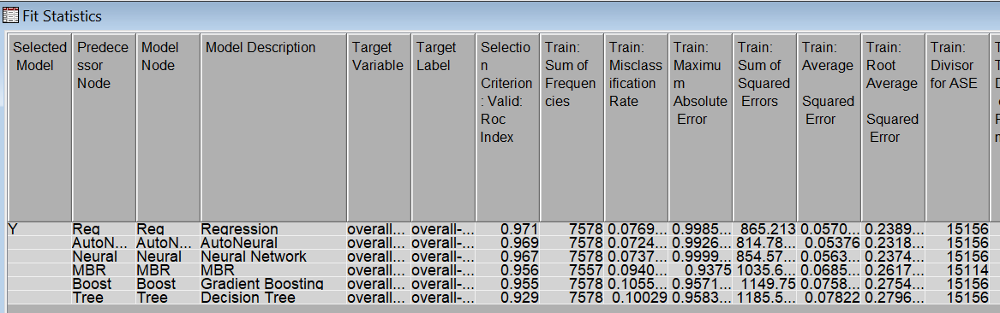 Fit Statistics
Selected Model	Predecessor Node	Model Node	Model Description	Target Variable	Target Label	Selection Criterion: Valid: Roc Index	Train: Sum of Frequencies	Train: Misclassification Rate	Train: Maximum Absolute Error	Train: Sum of Squared Errors	Train: Average Squared Error	Train: Root Average Squared Error	Train: Divisor for ASE
Y	Reg	Reg	Regression	overall...	overall-...	0.971	7578	0.0769...	0.9985...	865.213	0.0570...	0.2389...	15156
AutoN...	AutoN...	AutoNeural	overall...	overall-...	0.969	7578	0.0724...	0.9926...	814.78...	0.05376	0.2318...	15156
Neural	Neural	Neural Network	overall...	overall-...	0.967	7578	0.0737...	0.9999...	854.57...	0.0563...	0.2374...	15156
MBR	MBR	MBR	overall...	overall-...	0.956	7557	0.0940...	0.9375	1035.6...	0.0685...	0.2617...	15114
Boost	Boost	Gradient Boosting	overall...	overall-...	0.955	7578	0.1055...	0.9571...	1149.75	0.0758...	0.2754...	15156
Tree	Tree	Decision Tree	overall...	overall-...	0.929	7578	0.10029	0.9583...	1185.5...	0.07822	0.2796...	15156